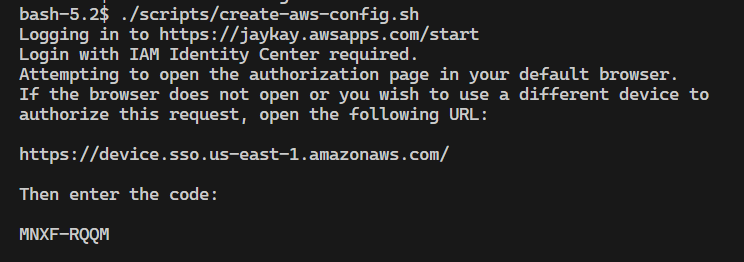 bash-5.2$ ./scripts/create-aws-config.sh
Logging in to https://jaykay.awsapps.com/start
Login with IAM Identity Center required.
Attempting to open the authorization page in your default browser.
If the browser does not open or you wish to use a different device to
authorize this request, open the following URL:
https://device.sso.us-east-1.amazonaws.com/
Then enter the code:
MNXF-RQQM